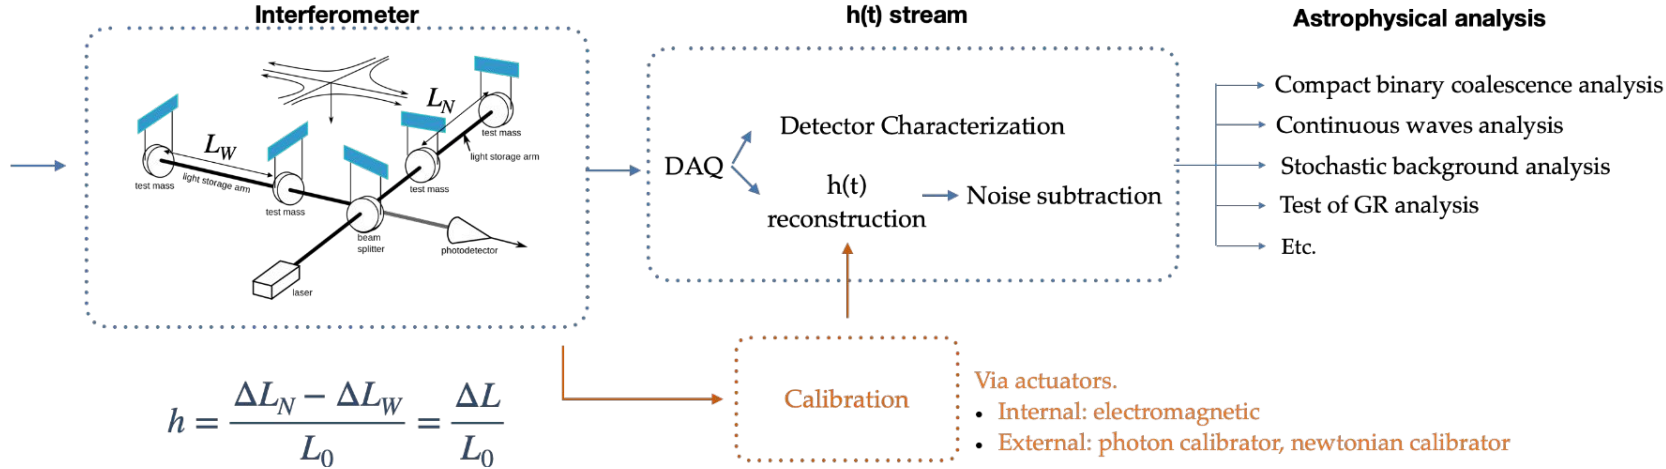 Interferometer
h(t) stream
Astrophysical analysis
L_N
test mass
light storage arm
L_W
test mass
light storage arm
test mass
test mass
beam
splitter
photodetector
laser
DAQ
Detector Characterization
h(t)
reconstruction
Noise subtraction
Compact binary coalescence analysis
Continuous waves analysis
Stochastic background analysis
Test of GR analysis
Etc.
h = (ΔL_N − ΔL_W)/L_0 = ΔL/L_0
Calibration
Via actuators.
• Internal: electromagnetic
• External: photon calibrator, newtonian calibrator